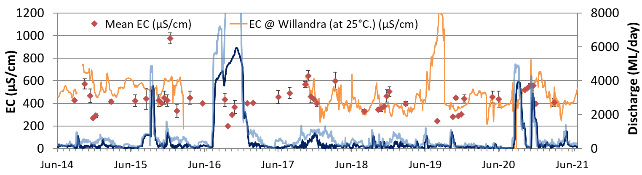 Mean EC (µS/cm) EC @ Willandra (at 25°C.) (µS/cm)
1200 8000
1000
800 6000
600 4000
400
200 2000
0 0
EC (µS/cm)
Discharge (ML/day)
Jun-14 Jun-15 Jun-16 Jun-17 Jun-18 Jun-19 Jun-20 Jun-21